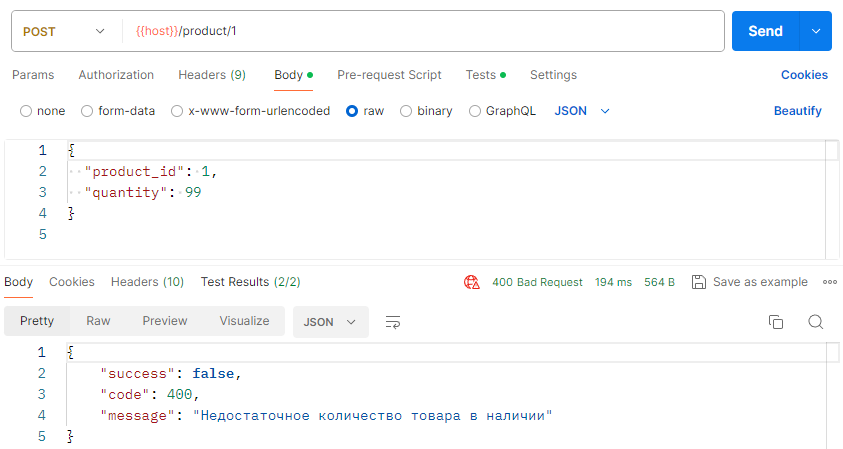 POST {{host}}/product/1 Send
Params Authorization Headers (9) Body Pre-request Script Tests Settings Cookies
none form-data x-www-form-urlencoded raw binary GraphQL JSON Beautify
1 {
2 "product_id": 1,
3 "quantity": 99
4 }
5
Body Cookies Headers (10) Test Results (2/2) 400 Bad Request 194 ms 564 B Save as example
Pretty Raw Preview Visualize JSON
1 {
2 "success": false,
3 "code": 400,
4 "message": "Недостаточное количество товара в наличии"
5 }